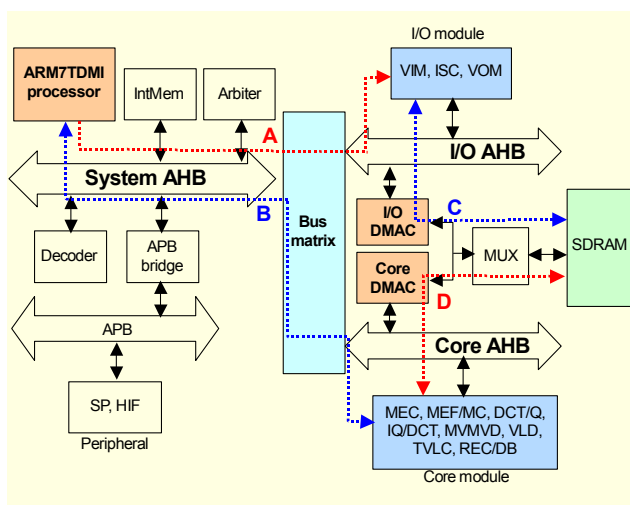 I/O module
ARM7TDMI
processor
IntMem
Arbiter
VIM, ISC, VOM
A
I/O AHB
System AHB
B
Bus
matrix
I/O
DMAC
C
Decoder
APB
bridge
MUX
SDRAM
Core
DMAC
D
APB
Core AHB
SP, HIF
Peripheral
MEC, MEF/MC, DCT/Q,
IQ/DCT, MVMVD, VLD,
TVLC, REC/DB
Core module